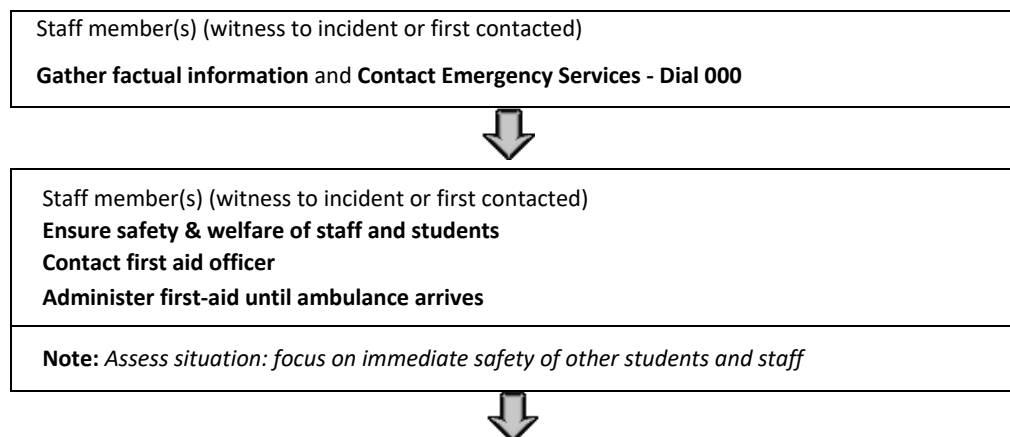 Staff member(s) (witness to incident or first contacted)
Gather factual information and Contact Emergency Services - Dial 000
Staff member(s) (witness to incident or first contacted)
Ensure safety & welfare of staff and students
Contact first aid officer
Administer first-aid until ambulance arrives
Note: Assess situation: focus on immediate safety of other students and staff